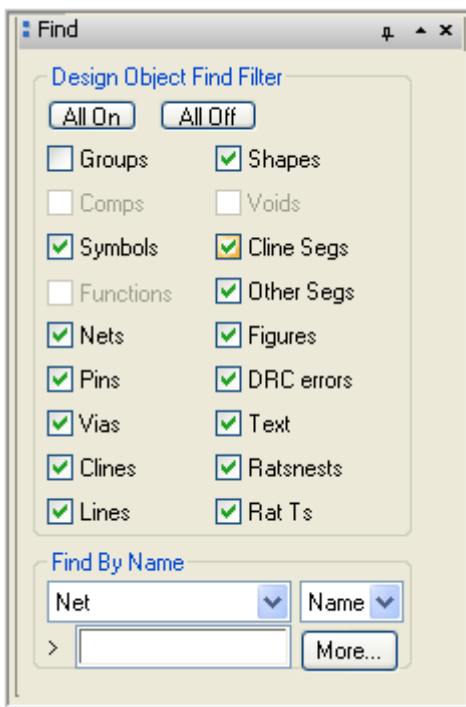 Find
Design Object Find Filter
All On All Off
Groups Shapes
Comps Voids
Symbols Cline Segs
Functions Other Segs
Nets Figures
Pins DRC errors
Vias Text
Clines Ratsnests
Lines Rat Ts
Find By Name
Net Name
> More...